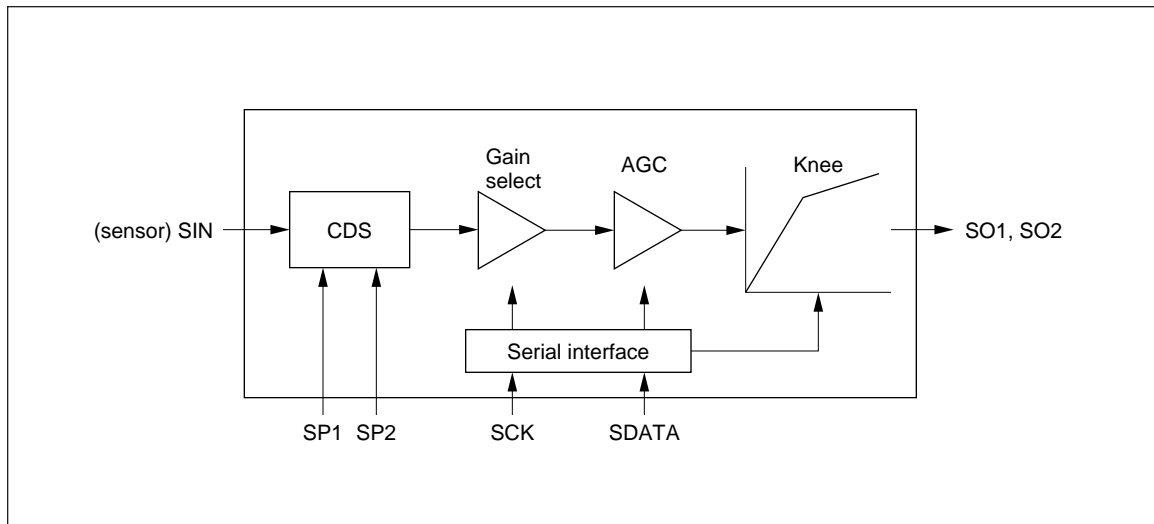 Gain
select
AGC
Knee
(sensor) SIN
CDS
SO1, SO2
Serial interface
SP1
SP2
SCK
SDATA